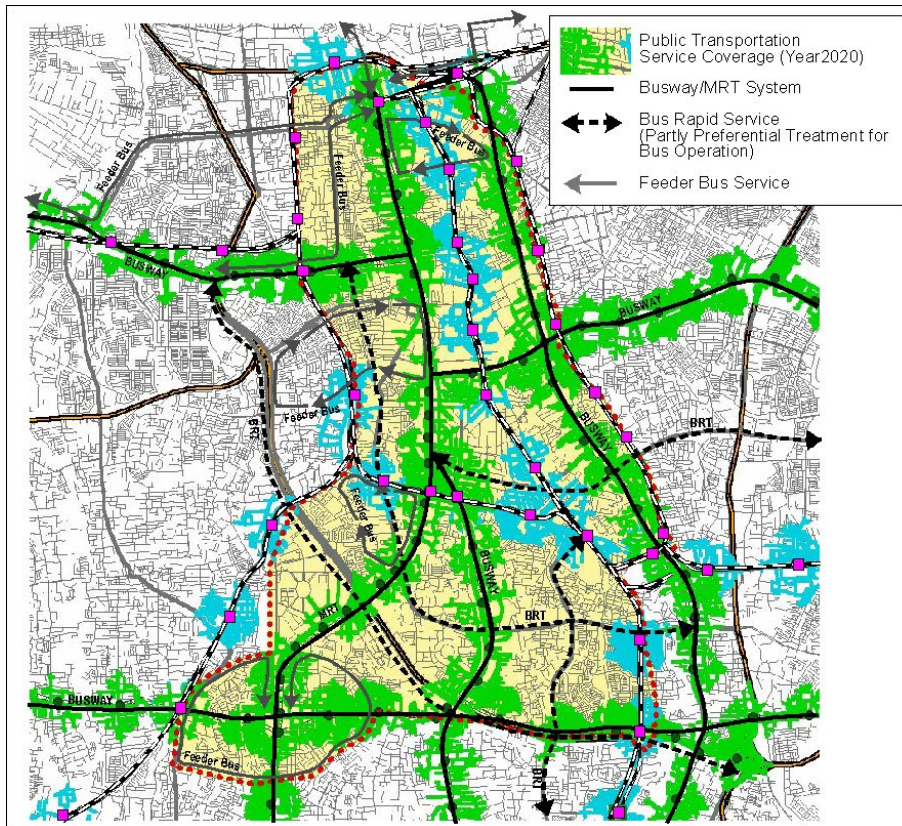 Public Transportation
Service Coverage (Year2020)
Busway/MRT System
Bus Rapid Service
(Partly Preferential Treatment for
Bus Operation)
Feeder Bus Service
Feeder Bus
Feeder Bus
Feeder Bus
BUSWAY
BUSWAY
Feeder Bus
BRT
BUSWAY
BRT
Feeder Bus
BUSWAY
MRT
BRT
BUSWAY
Feeder Bus
BRT